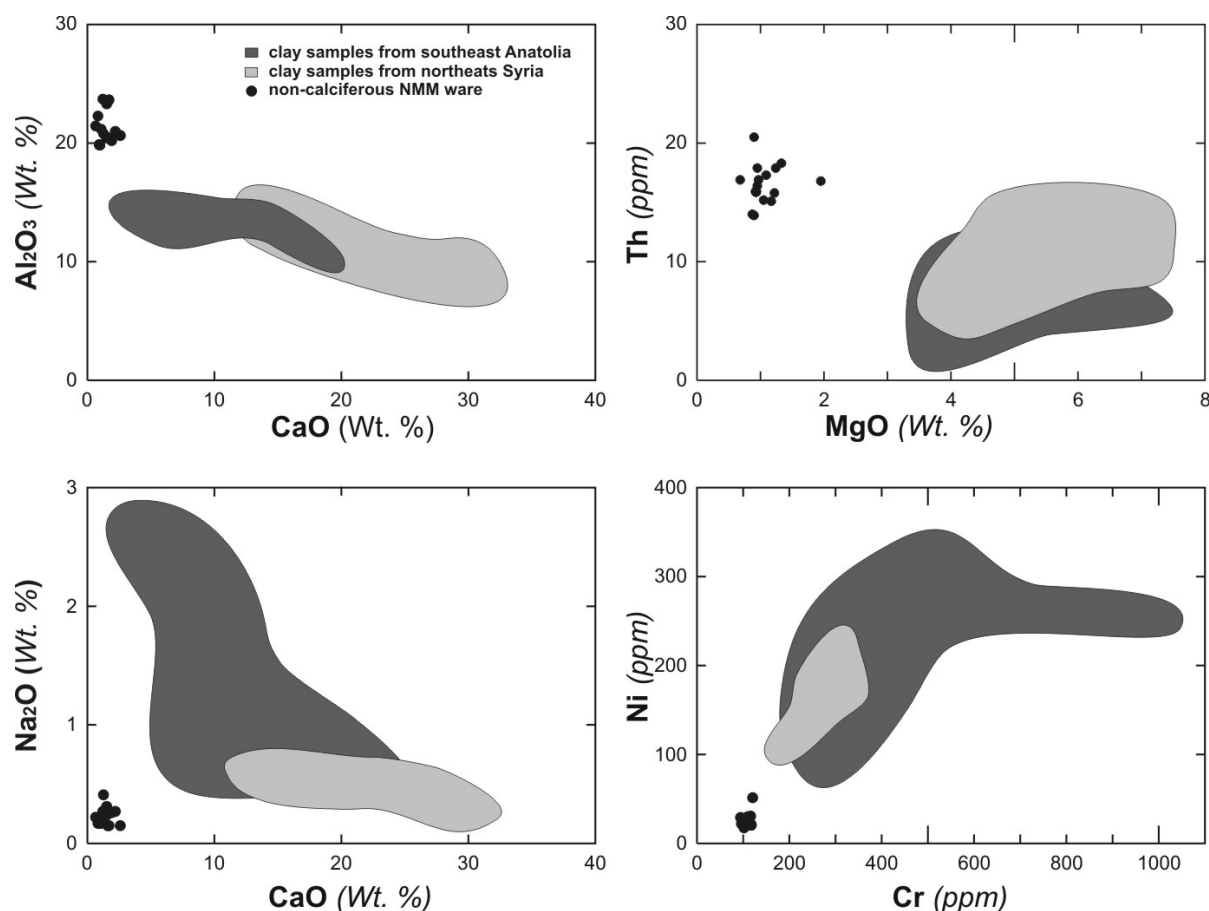 30
20
10
0
Al2O3 (Wt. %)
clay samples from southeast Anatolia
clay samples from northeats Syria
non-calciferous NMM ware
0 10 20 30 40
CaO (Wt. %)
30
20
10
0
Th (ppm)
0 2 4 6 8
MgO (Wt. %)
3
2
1
0
Na2O (Wt. %)
0 10 20 30 40
CaO (Wt. %)
400
300
200
100
0
Ni (ppm)
0 200 400 600 800 1000
Cr (ppm)